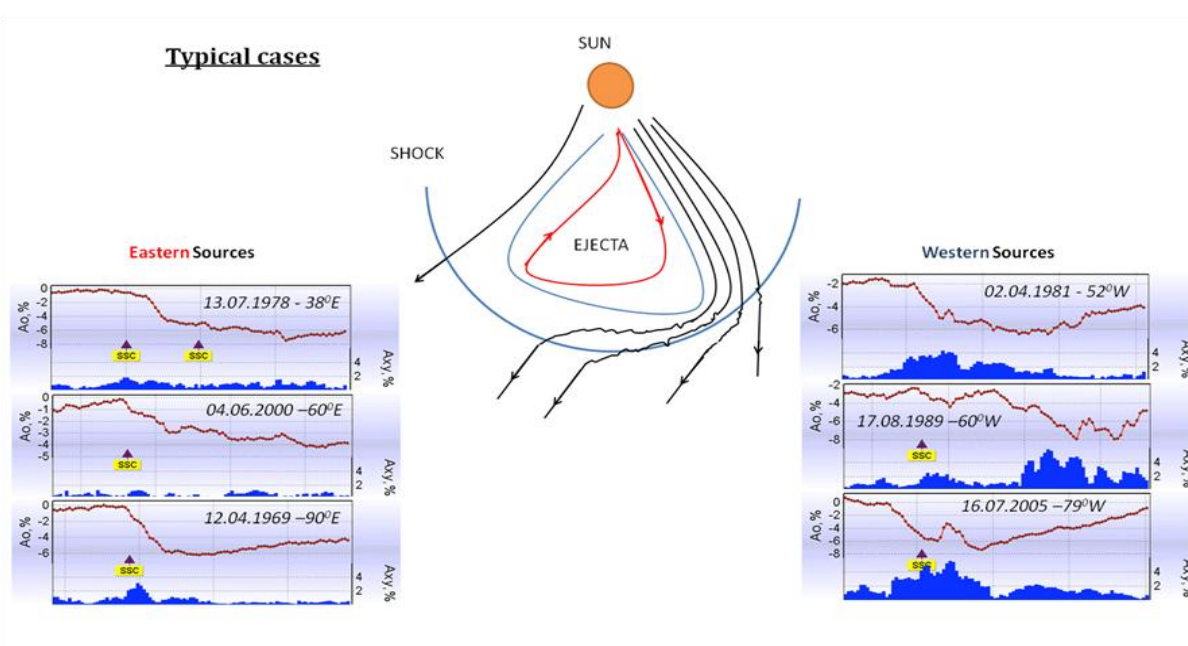 Typical cases
SUN
SHOCK
EJECTA
Eastern Sources
Ao,%
0
-2
-4
-6
-8
13.07.1978 - 38⁰E
SSC
SSC
4
2
Axy,%
Ao,%
0
-1
-2
-3
-4
-5
04.06.2000 –60⁰E
SSC
4
2
Axy,%
Ao,%
0
-2
-4
-6
12.04.1969 –90⁰E
SSC
4
2
Axy,%
Western Sources
Ao,%
-2
-4
-6
02.04.1981 - 52⁰W
4
2
Axy,%
Ao,%
-2
-4
-6
-8
17.08.1989 –60⁰W
SSC
4
2
Axy,%
Ao,%
0
-2
-4
-6
-8
16.07.2005 –79⁰W
SSC
4
2
Axy,%